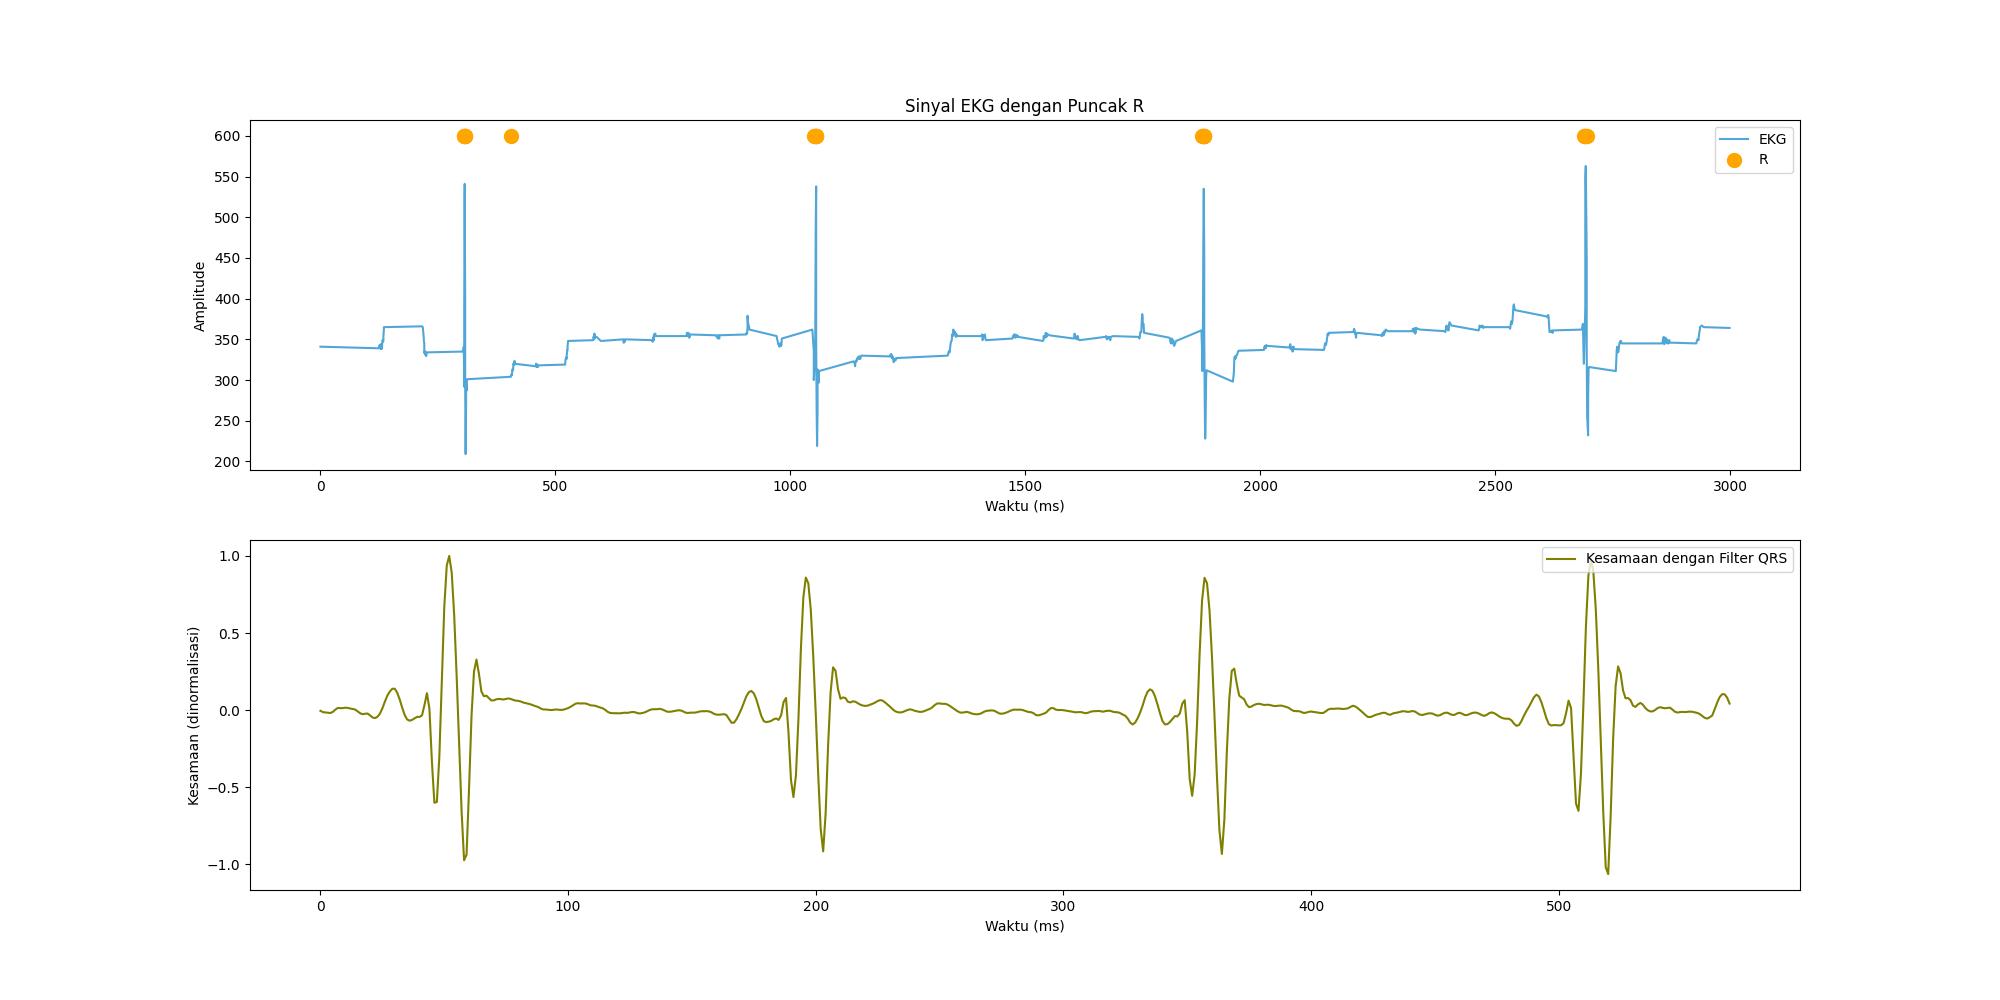 Sinyal EKG dengan Puncak R
600
550
500
450
400
350
300
250
200
Amplitude
EKG
R
0 500 1000 1500 2000 2500 3000
Waktu (ms)
1.0
0.5
0.0
−0.5
−1.0
Kesamaan (dinormalisasi)
Kesamaan dengan Filter QRS
0 100 200 300 400 500
Waktu (ms)